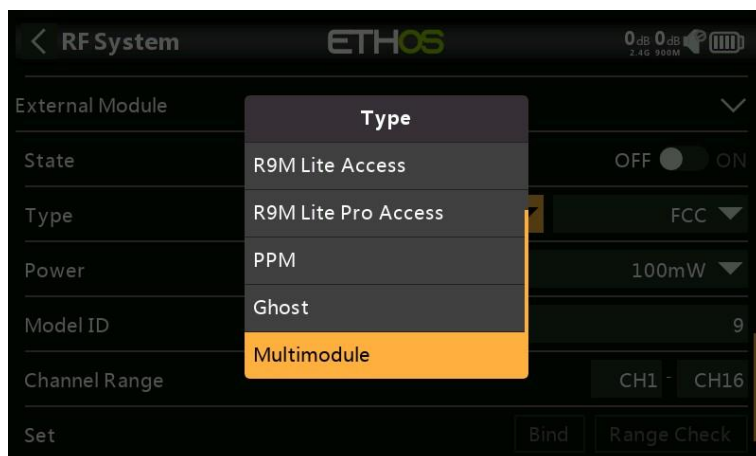 RF System
ETHOS
0dB 0dB
2.4G 900M
External Module
Type
State
OFF ON
R9M Lite Access
Type
R9M Lite Pro Access
FCC
Power
PPM
100mW
Model ID
Ghost
9
Multimodule
Channel Range
CH1 - CH16
Set
Bind Range Check